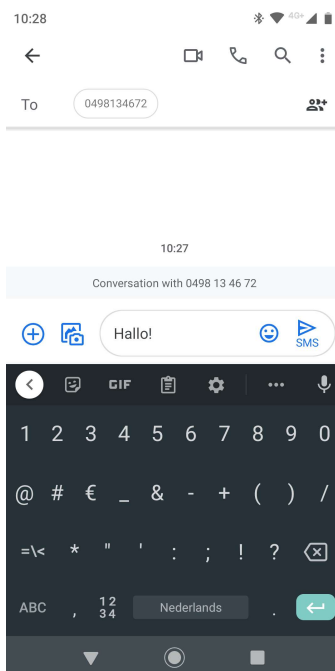 10:28
4G+
To 0498134672
10:27
Conversation with 0498 13 46 72
Hallo!
SMS
GIF
1 2 3 4 5 6 7 8 9 0
@ # € _ & - + ( ) /
=\< * " ' : ; ! ?
ABC , 12 34 Nederlands .